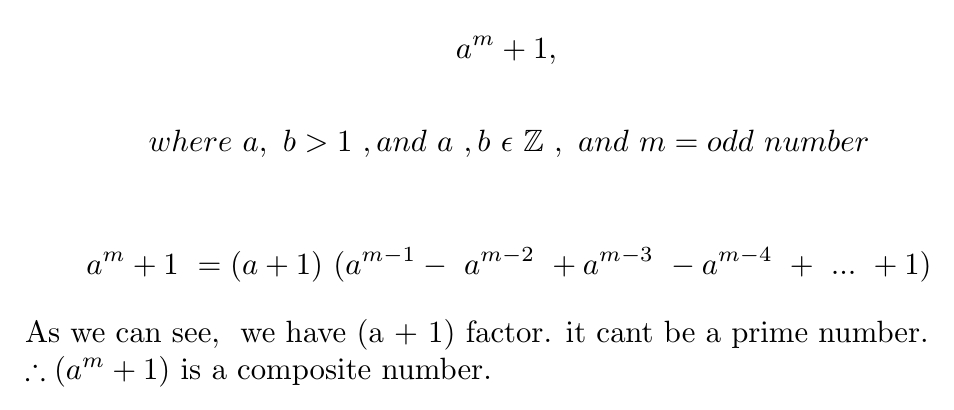 a^m + 1,
where a, b > 1 , and a , b ϵ ℤ , and m = odd number
a^{m−1} + 1 = (a + 1) (a^{m−1} − a^{m−2} + a^{m−3} − a^{m−4} + ... + 1)
As we can see, we have (a + 1) factor. it cant be a prime number.
∴ (a^m + 1) is a composite number.